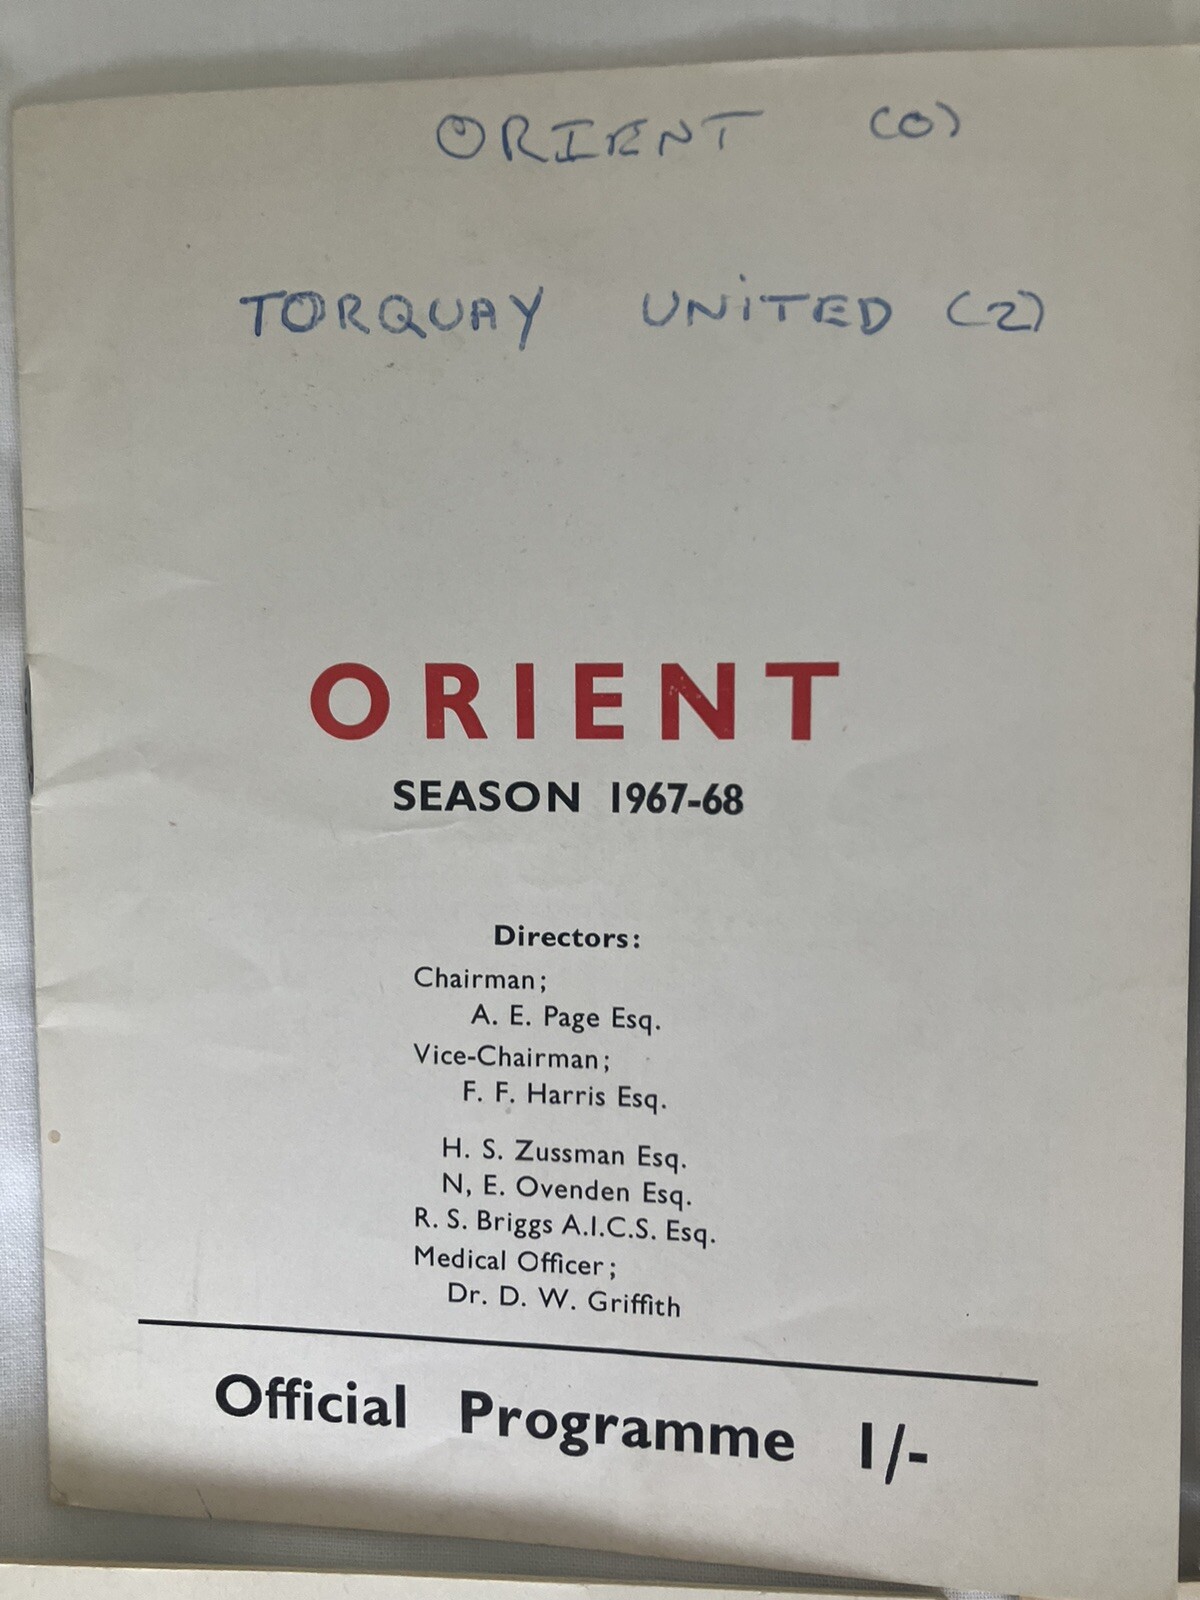 ORIENT (0)
TORQUAY UNiTED (2)
ORIENT
SEASON 1967-68
Directors:
Chairman;
A. E. Page Esq.
Vice-Chairman;
F. F. Harris Esq.
H. S. Zussman Esq.
N, E. Ovenden Esq.
R. S. Briggs A.I.C.S. Esq.
Medical Officer;
Dr. D. W. Griffith
Official Programme 1/-